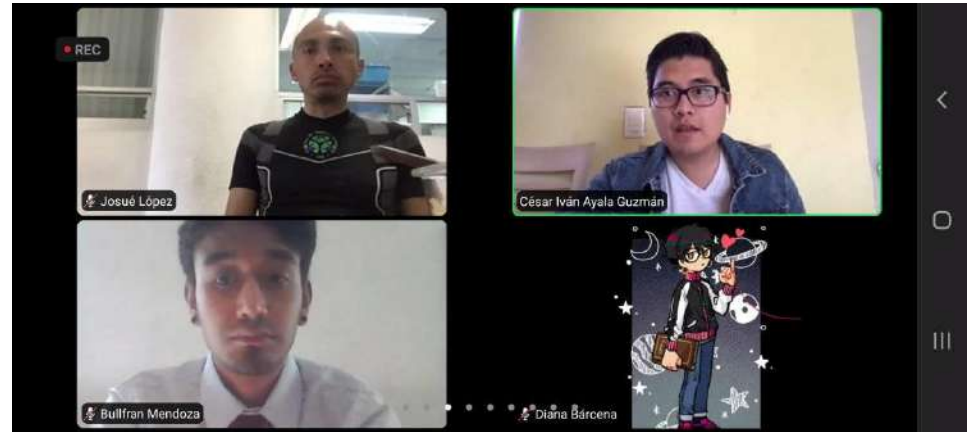 REC
Josué López
César Iván Ayala Guzmán
Bullfran Mendoza
Diana Bárcena